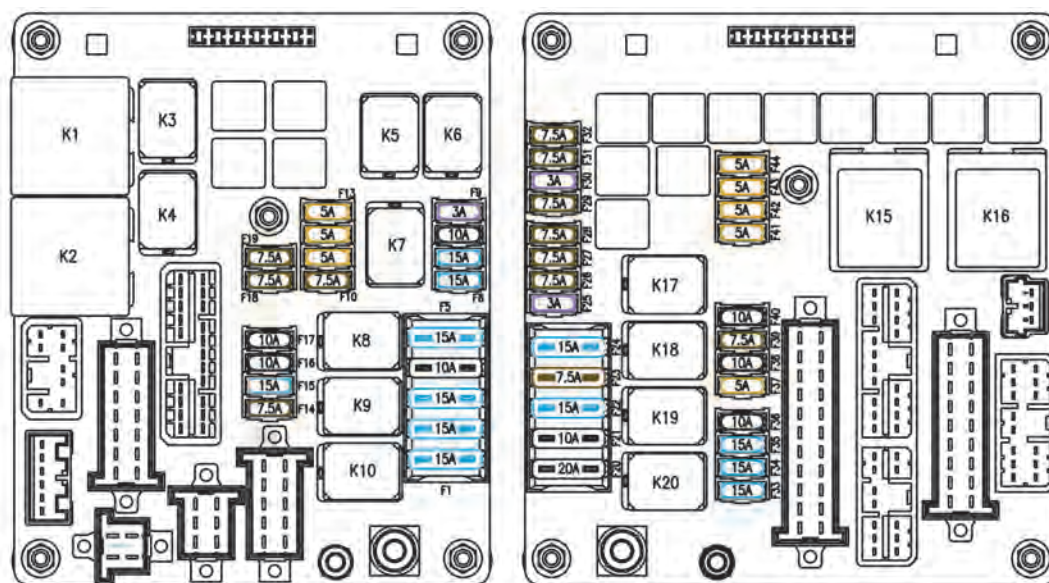 K1
K3
K5
K6
K2
K4
K7
F13
5A
5A
5A
7.5A
F10
F19
7.5A
7.5A
F18
F9
3A
10A
15A
15A
F8
10A F17
10A F16
15A F15
7.5A F14
K8
K9
K10
F5
15A
10A
15A
15A
15A
F1
7.5A F32
7.5A F31
3A F30
7.5A F29
7.5A F28
7.5A F27
7.5A F26
3A F25
5A F44
5A F43
5A F42
5A F41
K15
K16
K17
K18
K19
K20
15A F24
7.5A F23
15A F22
10A F21
20A F20
10A F40
7.5A F39
10A F38
5A F37
10A F36
15A F35
15A F34
15A F33